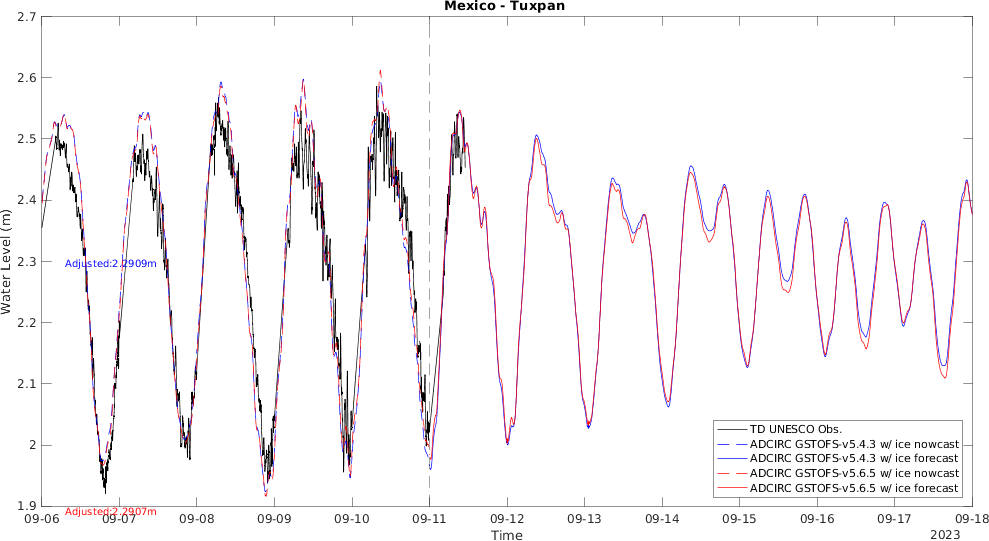 Mexico - Tuxpan
2.7
2.6
2.5
2.4
2.3
2.2
2.1
2
1.9
Water Level (m)
Adjusted:2.2909m
Adjusted:2.2907m
TD UNESCO Obs.
ADCIRC GSTOFS-v5.4.3 w/ ice nowcast
ADCIRC GSTOFS-v5.4.3 w/ ice forecast
ADCIRC GSTOFS-v5.6.5 w/ ice nowcast
ADCIRC GSTOFS-v5.6.5 w/ ice forecast
09-06 09-07 09-08 09-09 09-10 09-11 09-12 09-13 09-14 09-15 09-16 09-17 09-18
Time
2023